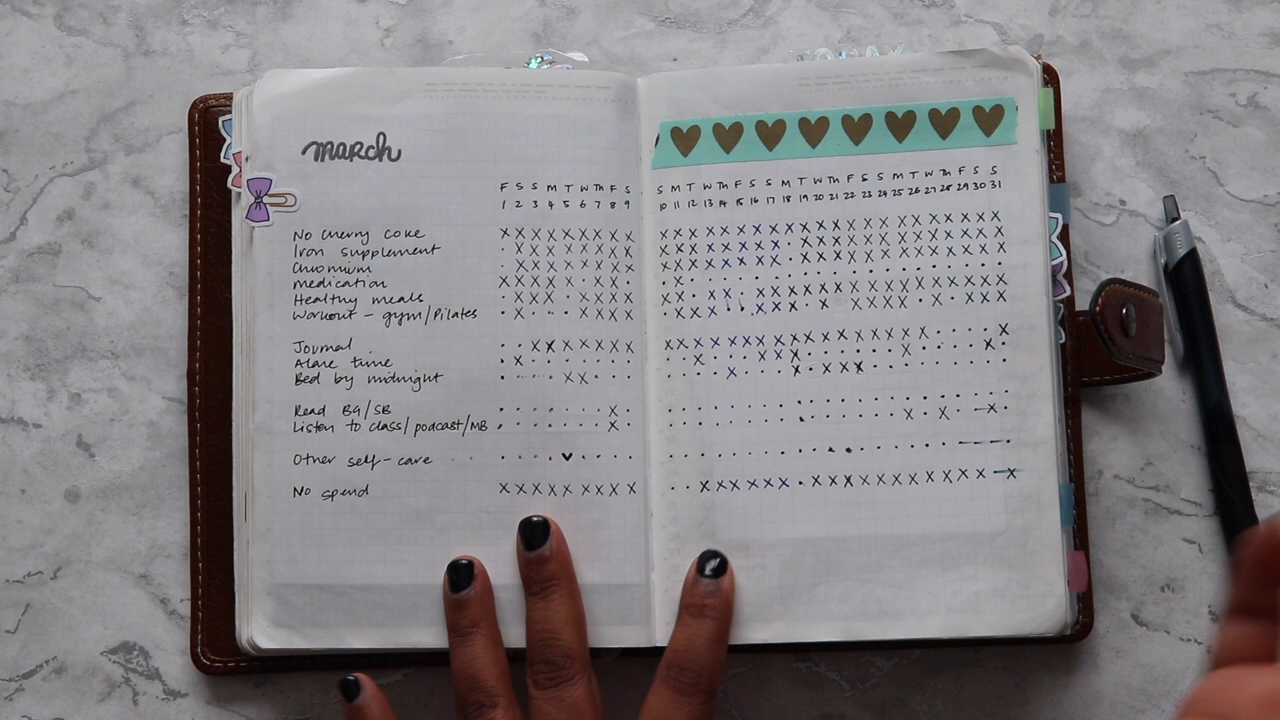 TODAY
march
F S S M T W Th F S
1 2 3 4 5 6 7 8 9
S M T W Th F S S M T W Th F S S M T W Th F S S
10 11 12 13 14 15 16 17 18 19 20 21 22 23 24 25 26 27 28 29 30 31
No Cherry Coke
Iron supplement
Chromium
medication
Healthy meals
Workout - gym/Pilates
Journal
Alone time
Bed by midnight
Read BG/SB
Listen to class/podcast/MB
Other self-care
No spend